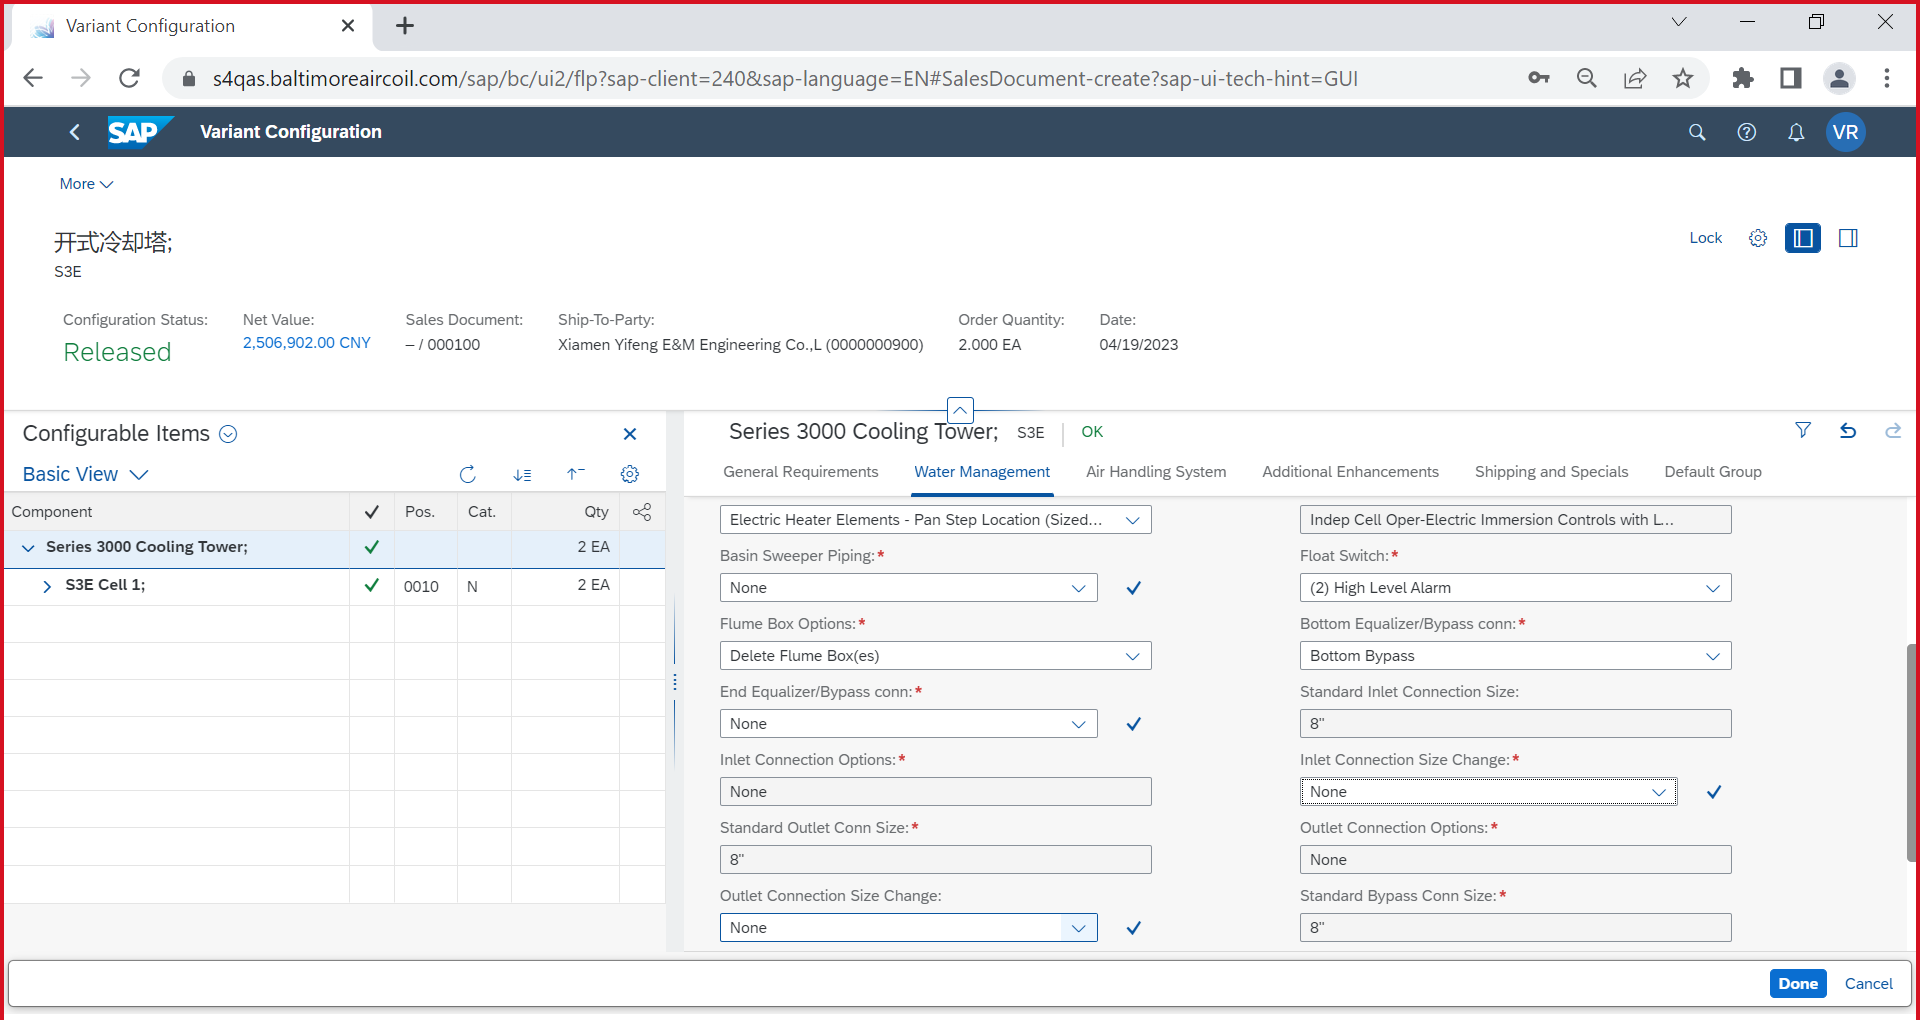 Variant Configuration
s4qas.baltimoreaircoil.com/sap/bc/ui2/flp?sap-client=240&sap-language=EN#SalesDocument-create?sap-ui-tech-hint=GUI
SAP Variant Configuration VR
More
开式冷却塔;
S3E
Lock
Configuration Status: Net Value: Sales Document: Ship-To-Party: Order Quantity: Date:
Released 2,506,902.00 CNY – / 000100 Xiamen Yifeng E&M Engineering Co.,L (0000000900) 2.000 EA 04/19/2023
Configurable Items
Basic View
Component Pos. Cat. Qty
Series 3000 Cooling Tower; 2 EA
S3E Cell 1; 0010 N 2 EA
Series 3000 Cooling Tower; S3E OK
General Requirements Water Management Air Handling System Additional Enhancements Shipping and Specials Default Group
Electric Heater Elements - Pan Step Location (Sized... Indep Cell Oper-Electric Immersion Controls with L...
Basin Sweeper Piping:* Float Switch:*
None (2) High Level Alarm
Flume Box Options:* Bottom Equalizer/Bypass conn:*
Delete Flume Box(es) Bottom Bypass
End Equalizer/Bypass conn:* Standard Inlet Connection Size:
None 8"
Inlet Connection Options:* Inlet Connection Size Change:*
None None
Standard Outlet Conn Size:* Outlet Connection Options:*
8" None
Outlet Connection Size Change: Standard Bypass Conn Size:*
None 8"
Done Cancel